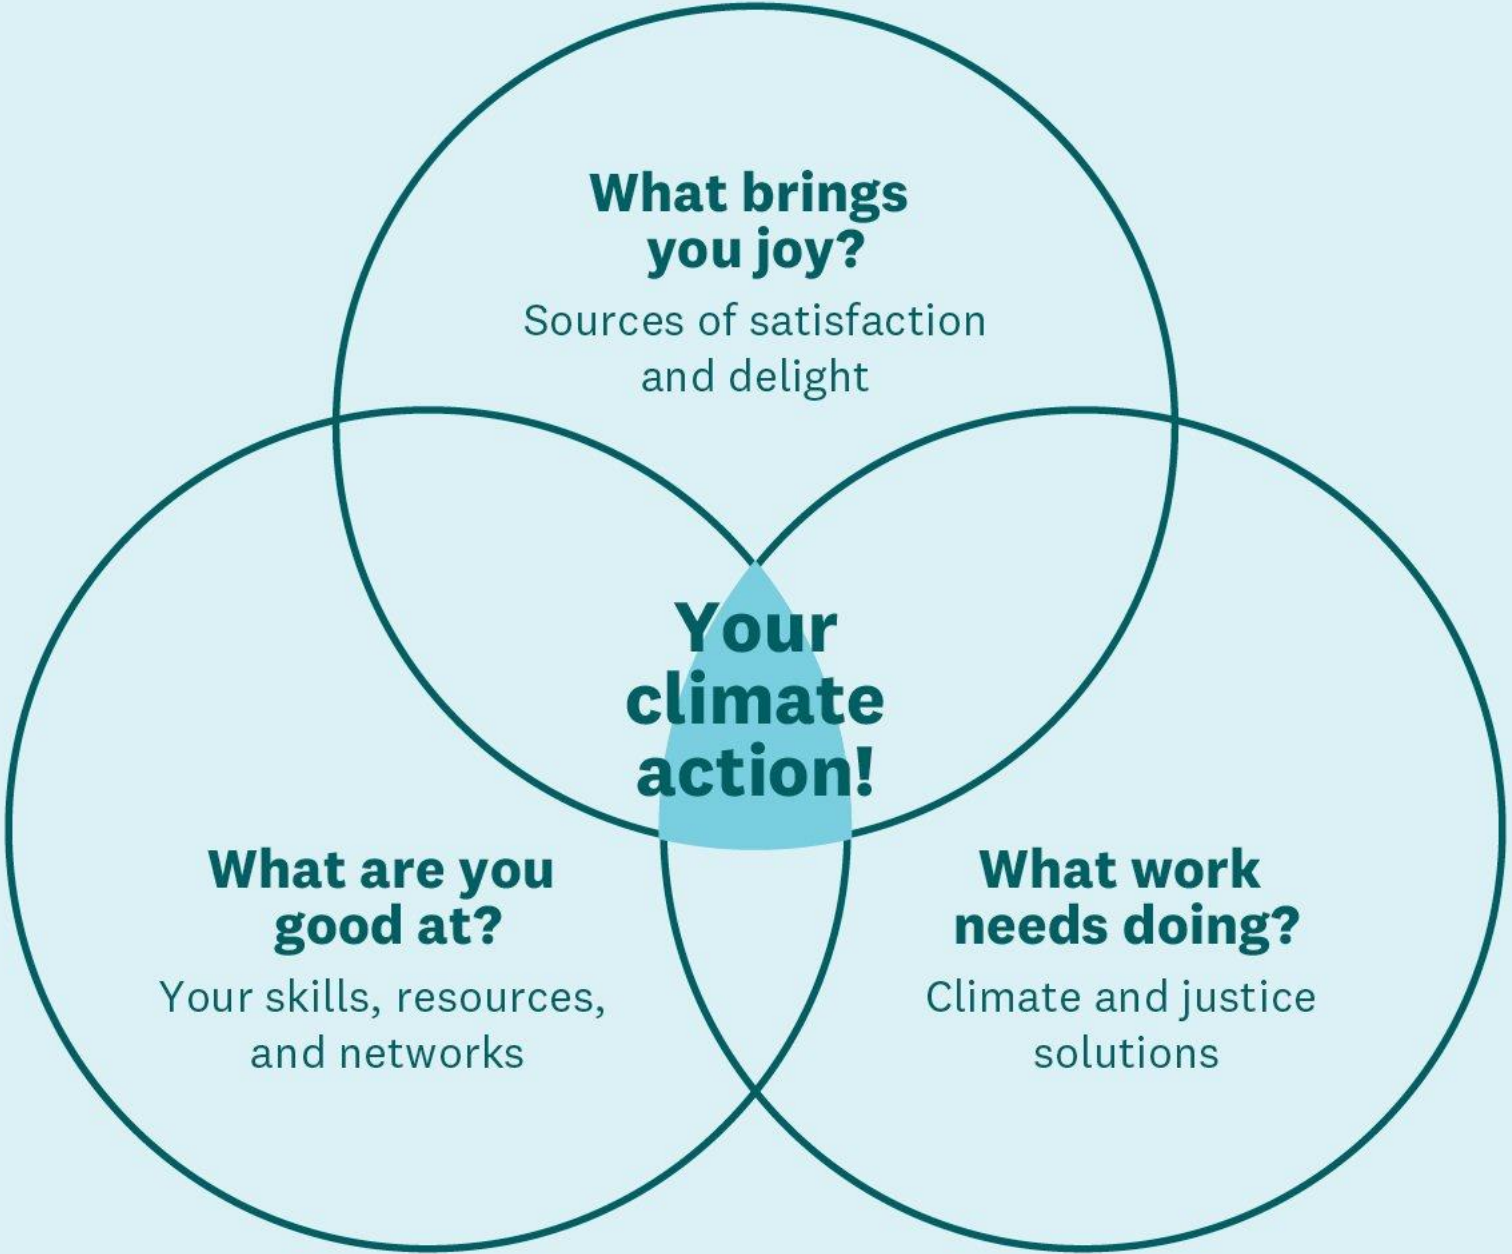 What brings
you joy?
Sources of satisfaction
and delight
Your
climate
action!
What are you
good at?
Your skills, resources,
and networks
What work
needs doing?
Climate and justice
solutions